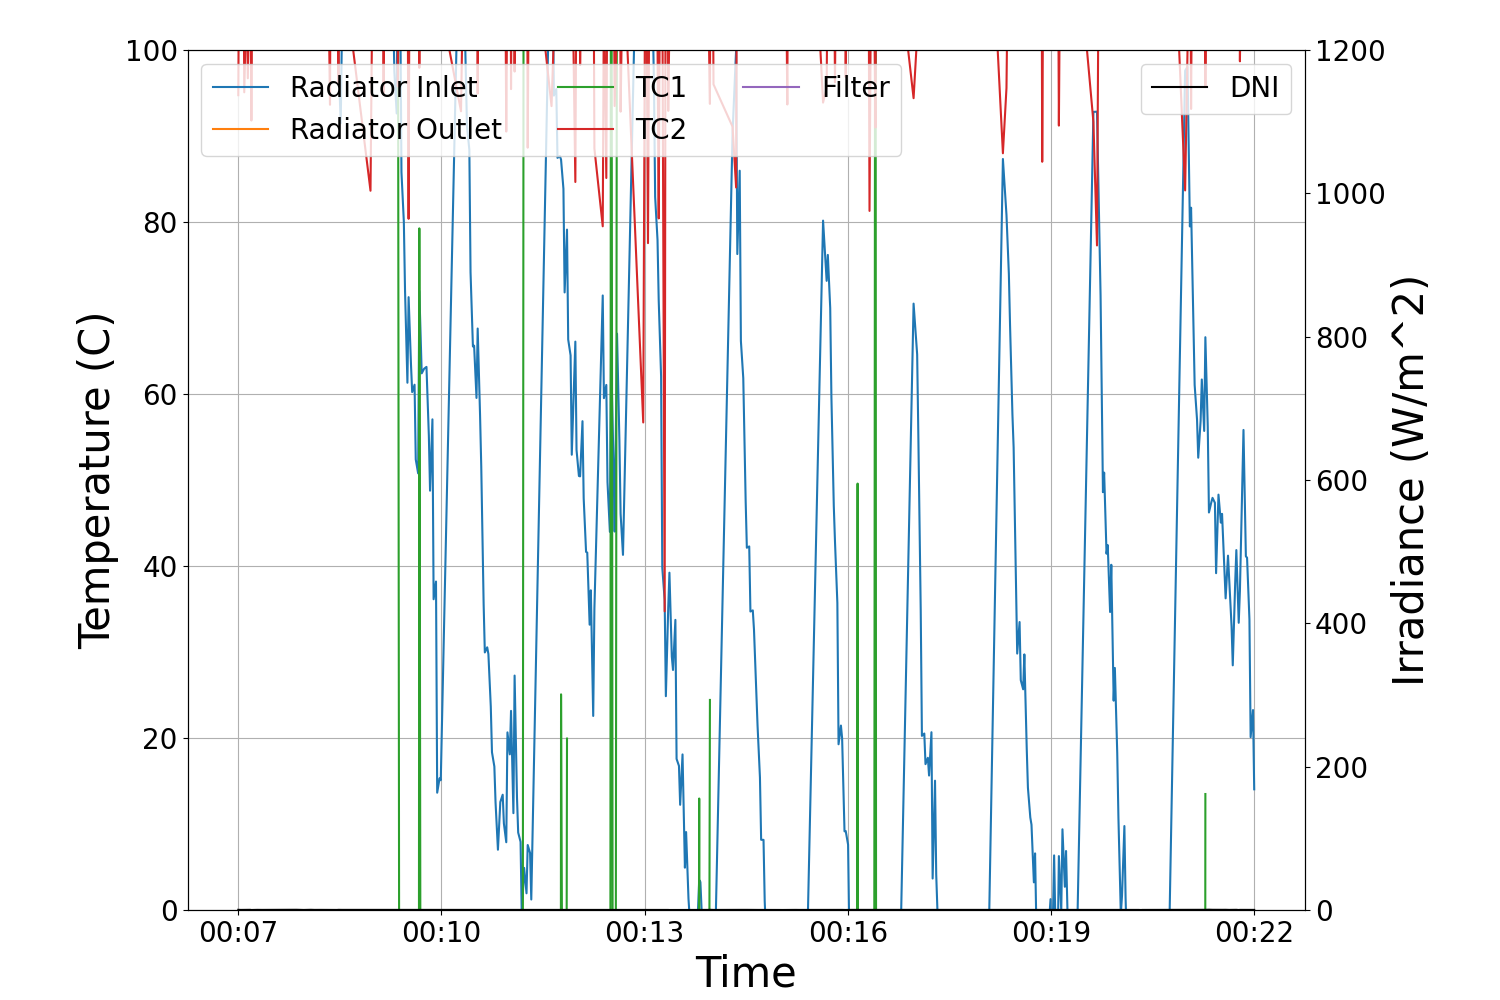 100
80
60
40
20
0
Temperature (C)
Radiator Inlet
Radiator Outlet
TC1
TC2
Filter
DNI
1200
1000
800
600
400
200
0
Irradiance (W/m^2)
00:07 00:10 00:13 00:16 00:19 00:22
Time